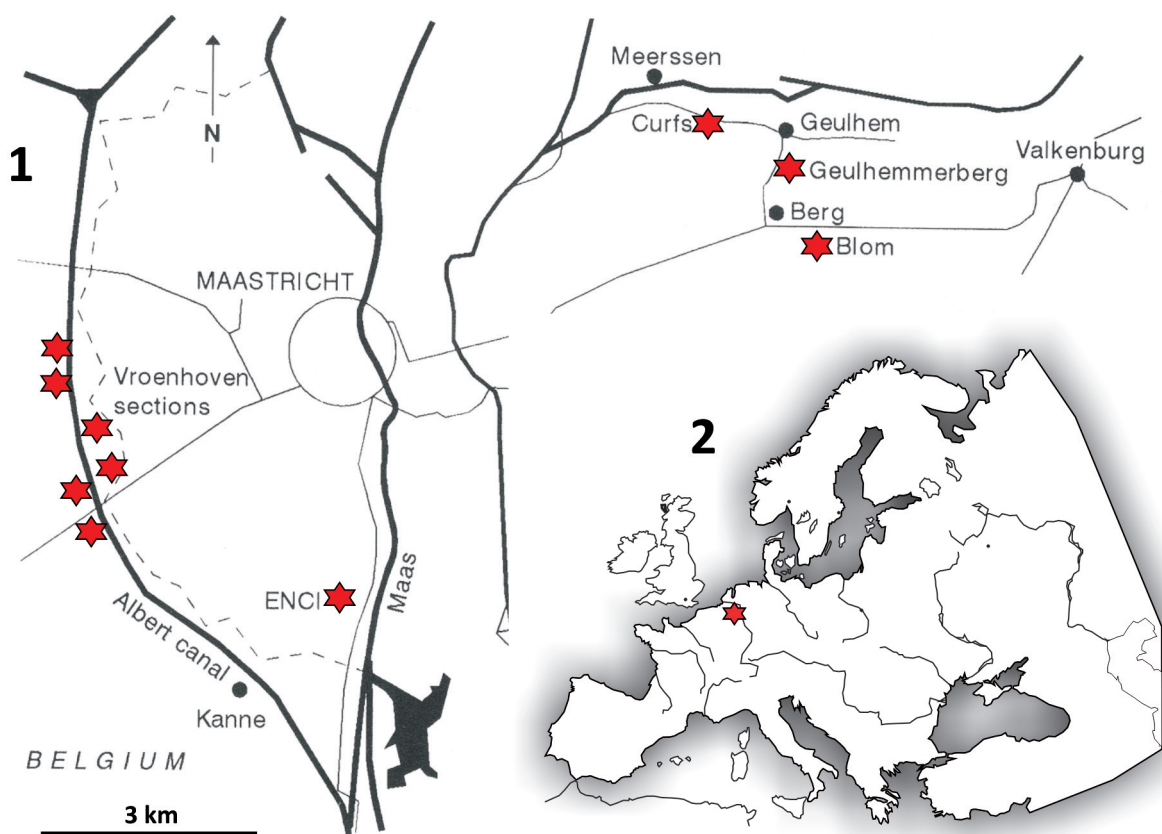 1
N
MAASTRICHT
Vroenhoven
sections
ENCI
Maas
Albert canal
Kanne
BELGIUM
3 km
Meerssen
Curfs
Geulhem
Geulhemmerberg
Valkenburg
Berg
Blom
2